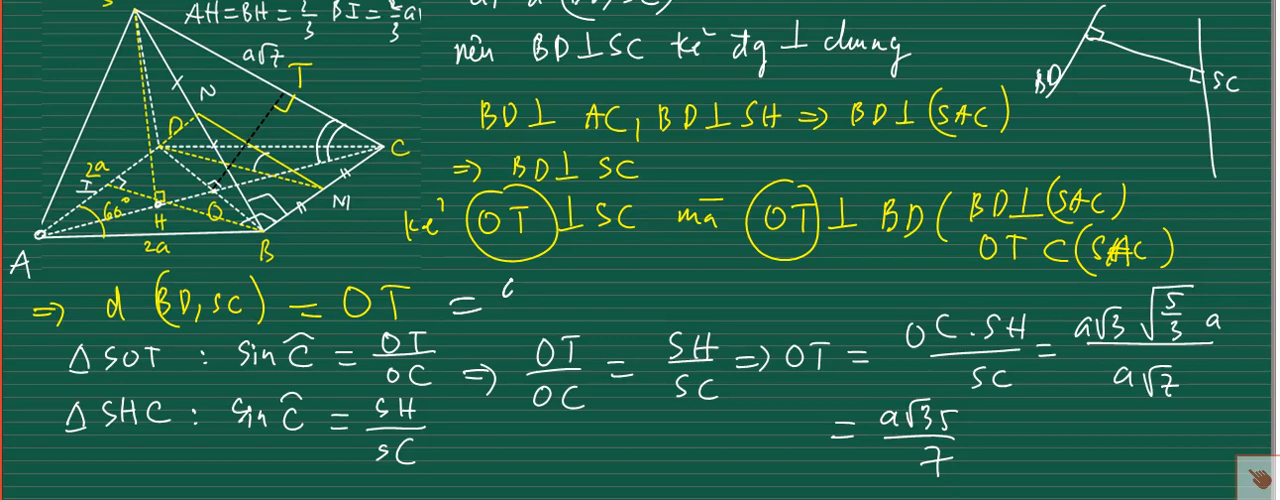 S
AH = BH = 2/3 BI = 2/3 a
a√7
T
N
D
2a
I
C
M
60°
H
O
2a
B
A
nên BD ⊥ SC kẻ đg ⊥ chung
BD
SC
BD ⊥ AC, BD ⊥ SH => BD ⊥ (SAC)
=> BD ⊥ SC
kẻ OT ⊥ SC mà OT ⊥ BD ( BD ⊥ (SAC)
OT ⊂ (SAC)
=> d (BD, SC) = OT =
Δ SOT : sin Ĉ = OT/OC => OT/OC = SH/SC => OT = OC.SH/SC = a√3 √(5/3) a / a√7
Δ SHC : sin Ĉ = SH/SC
= a√35/7